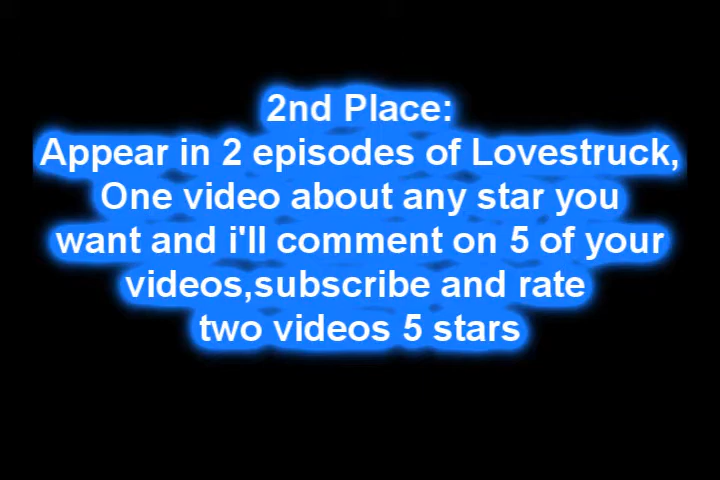 2nd Place:
Appear in 2 episodes of Lovestruck,
One video about any star you
want and i'll comment on 5 of your
videos,subscribe and rate
two videos 5 stars